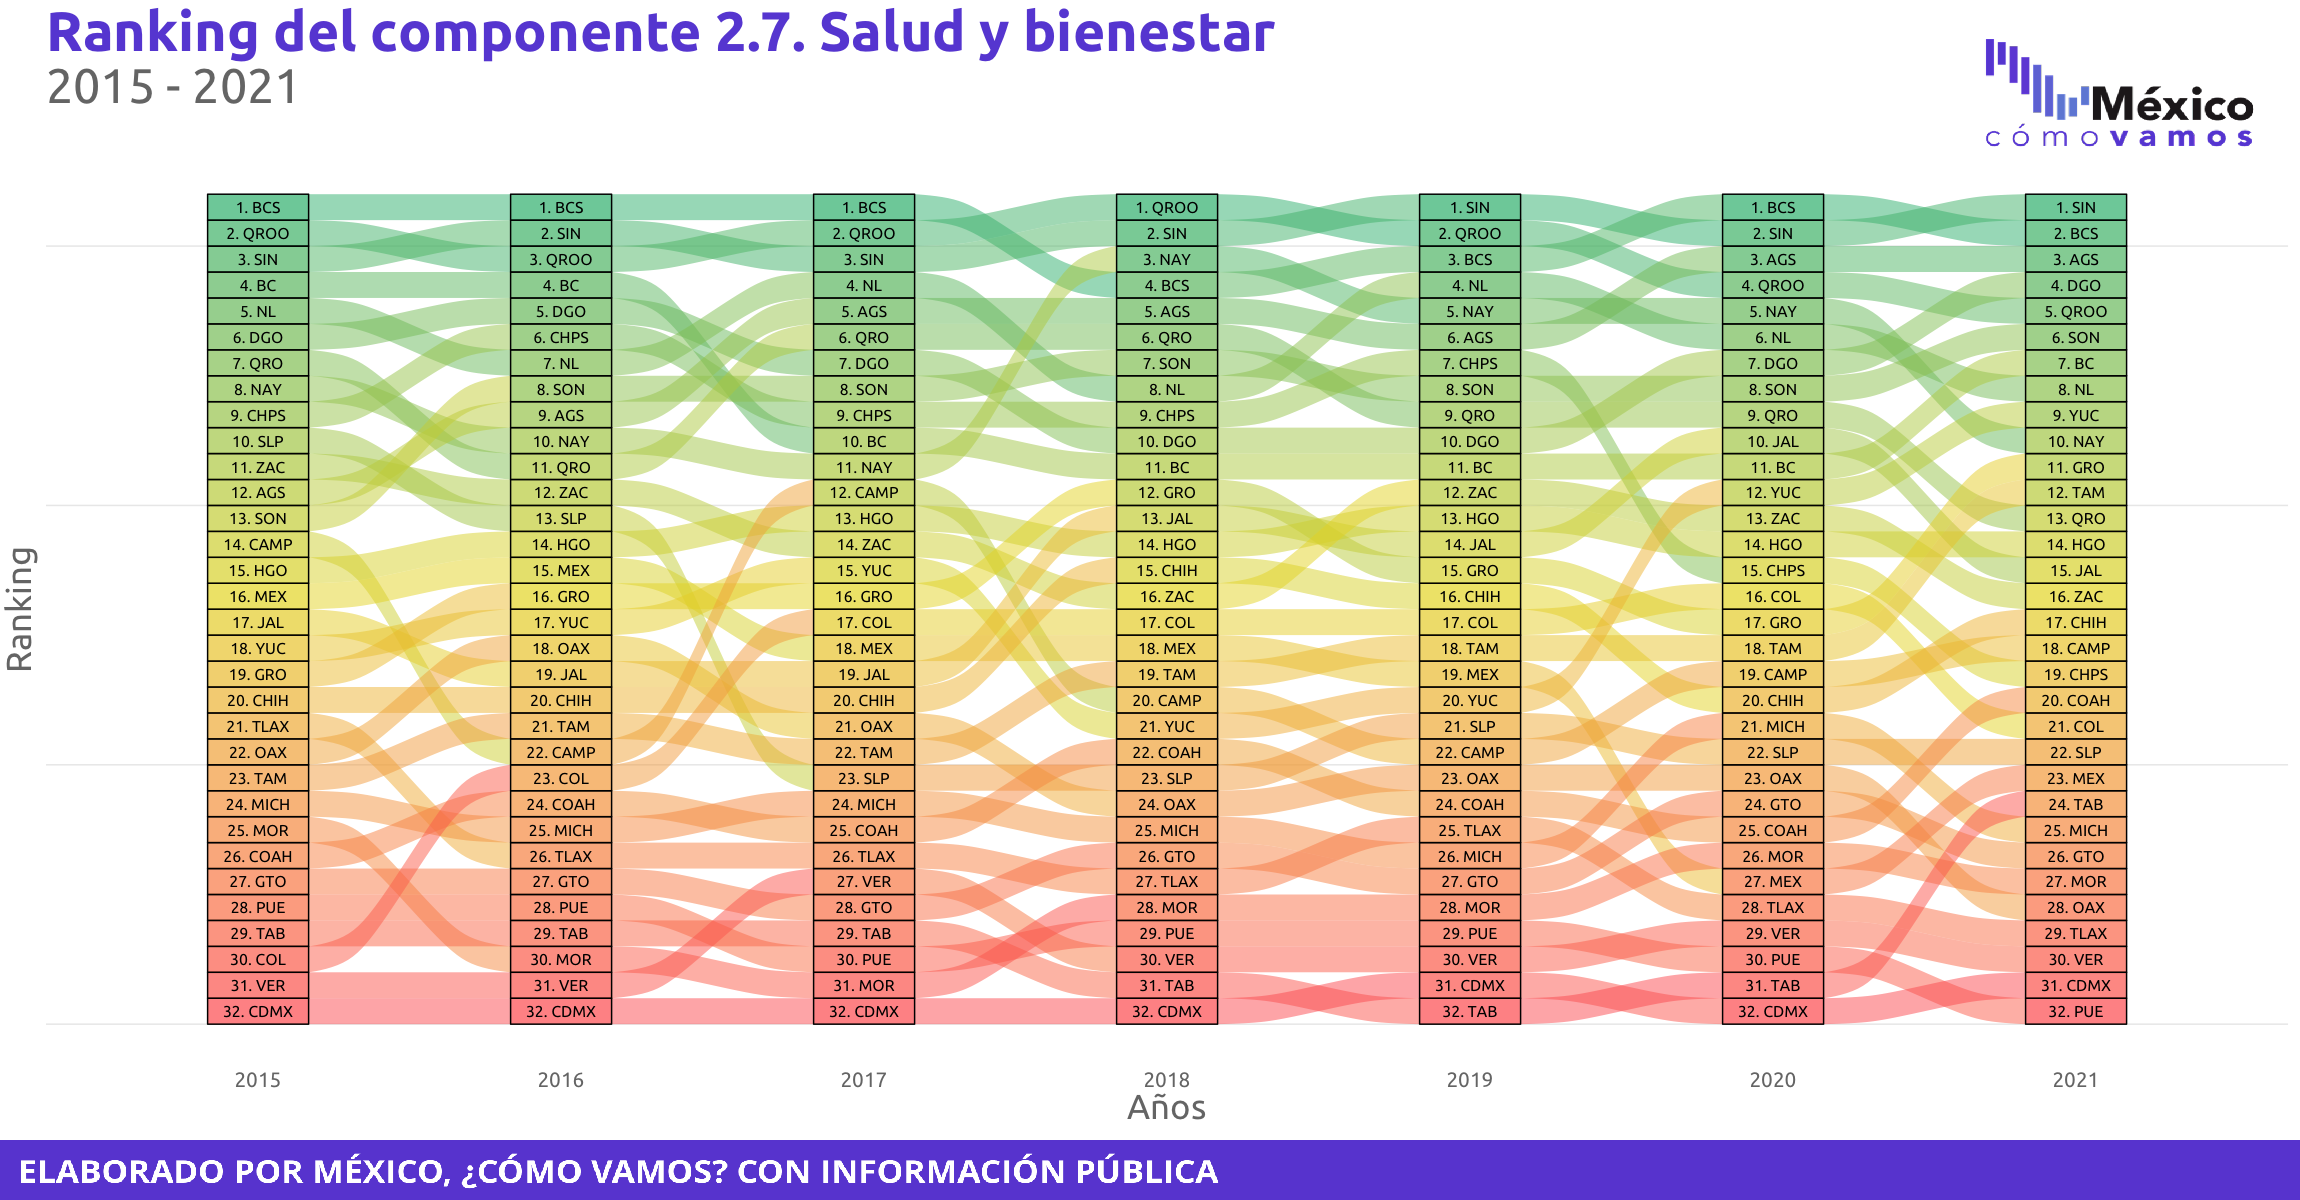 Ranking del componente 2.7. Salud y bienestar
2015 - 2021
México
cómovamos
Ranking
1. BCS
2. QROO
3. SIN
4. BC
5. NL
6. DGO
7. QRO
8. NAY
9. CHPS
10. SLP
11. ZAC
12. AGS
13. SON
14. CAMP
15. HGO
16. MEX
17. JAL
18. YUC
19. GRO
20. CHIH
21. TLAX
22. OAX
23. TAM
24. MICH
25. MOR
26. COAH
27. GTO
28. PUE
29. TAB
30. COL
31. VER
32. CDMX
1. BCS
2. SIN
3. QROO
4. BC
5. DGO
6. CHPS
7. NL
8. SON
9. AGS
10. NAY
11. QRO
12. ZAC
13. SLP
14. HGO
15. MEX
16. GRO
17. YUC
18. OAX
19. JAL
20. CHIH
21. TAM
22. CAMP
23. COL
24. COAH
25. MICH
26. TLAX
27. GTO
28. PUE
29. TAB
30. MOR
31. VER
32. CDMX
1. BCS
2. QROO
3. SIN
4. NL
5. AGS
6. QRO
7. DGO
8. SON
9. CHPS
10. BC
11. NAY
12. CAMP
13. HGO
14. ZAC
15. YUC
16. GRO
17. COL
18. MEX
19. JAL
20. CHIH
21. OAX
22. TAM
23. SLP
24. MICH
25. COAH
26. TLAX
27. VER
28. GTO
29. TAB
30. PUE
31. MOR
32. CDMX
1. QROO
2. SIN
3. NAY
4. BCS
5. AGS
6. QRO
7. SON
8. NL
9. CHPS
10. DGO
11. BC
12. GRO
13. JAL
14. HGO
15. CHIH
16. ZAC
17. COL
18. MEX
19. TAM
20. CAMP
21. YUC
22. COAH
23. SLP
24. OAX
25. MICH
26. GTO
27. TLAX
28. MOR
29. PUE
30. VER
31. TAB
32. CDMX
1. SIN
2. QROO
3. BCS
4. NL
5. NAY
6. AGS
7. CHPS
8. SON
9. QRO
10. DGO
11. BC
12. ZAC
13. HGO
14. JAL
15. GRO
16. CHIH
17. COL
18. TAM
19. MEX
20. YUC
21. SLP
22. CAMP
23. OAX
24. COAH
25. TLAX
26. MICH
27. GTO
28. MOR
29. PUE
30. VER
31. CDMX
32. TAB
1. BCS
2. SIN
3. AGS
4. QROO
5. NAY
6. NL
7. DGO
8. SON
9. QRO
10. JAL
11. BC
12. YUC
13. ZAC
14. HGO
15. CHPS
16. COL
17. GRO
18. TAM
19. CAMP
20. CHIH
21. MICH
22. SLP
23. OAX
24. GTO
25. COAH
26. MOR
27. MEX
28. TLAX
29. VER
30. PUE
31. TAB
32. CDMX
1. SIN
2. BCS
3. AGS
4. DGO
5. QROO
6. SON
7. BC
8. NL
9. YUC
10. NAY
11. GRO
12. TAM
13. QRO
14. HGO
15. JAL
16. ZAC
17. CHIH
18. CAMP
19. CHPS
20. COAH
21. COL
22. SLP
23. MEX
24. TAB
25. MICH
26. GTO
27. MOR
28. OAX
29. TLAX
30. VER
31. CDMX
32. PUE
2015 2016 2017 2018 2019 2020 2021
Años
ELABORADO POR MÉXICO, ¿CÓMO VAMOS? CON INFORMACIÓN PÚBLICA